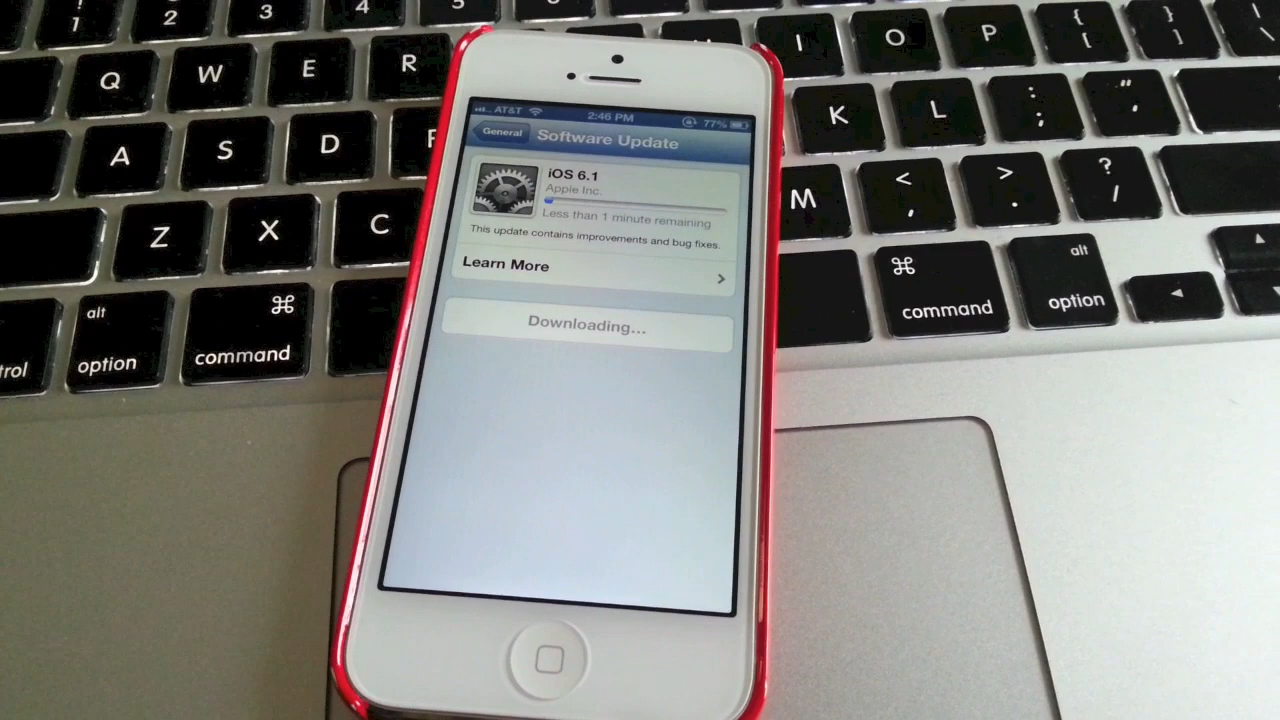 ! 1
@ 2
3
4
5
Q W E R I O P { [ } ] | \
A S D F K L : ; " '
Z X C M < , > . ? /
trol alt option ⌘ command ⌘ command alt option ◄ ▲ ▼
AT&T 2:46 PM 77%
General Software Update
iOS 6.1
Apple Inc.
Less than 1 minute remaining
This update contains improvements and bug fixes.
Learn More >
Downloading...